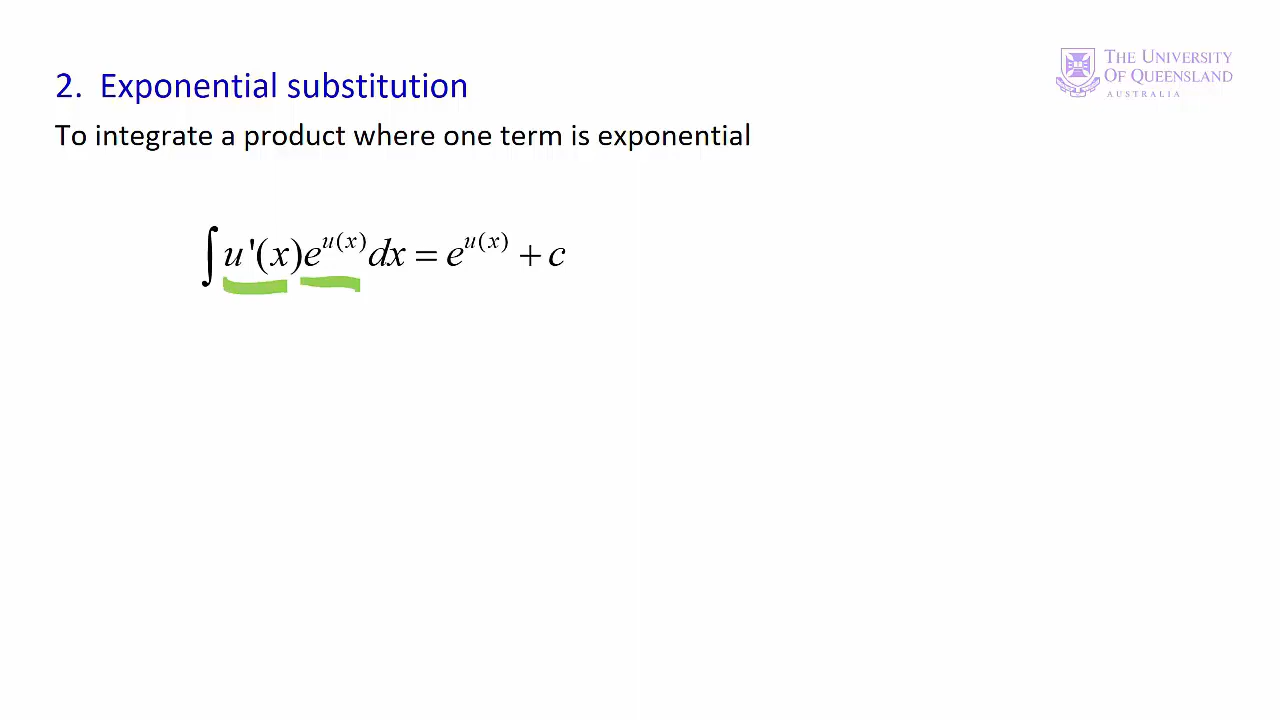 THE UNIVERSITY
OF QUEENSLAND
AUSTRALIA
2. Exponential substitution
To integrate a product where one term is exponential
∫ u'(x)e^{u(x)} dx = e^{u(x)} + c